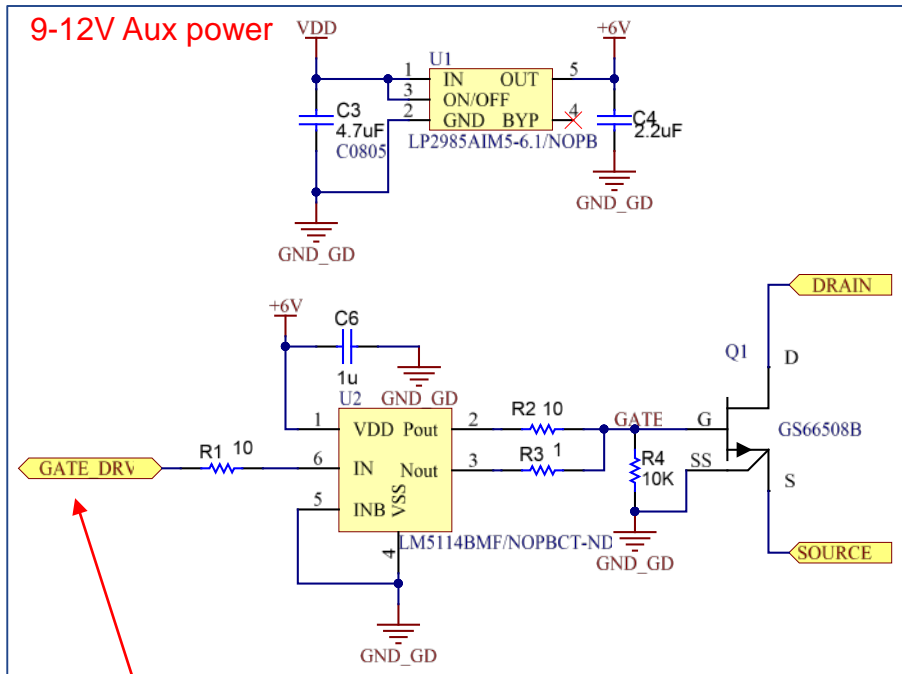 9-12V Aux power
VDD
+6V
U1
1 IN OUT 5
3 ON/OFF
2 GND BYP 4
LP2985AIM5-6.1/NOPB
C3
4.7uF
C0805
C4
2.2uF
GND_GD
GND_GD
+6V
C6
1u
GND_GD
U2
1 VDD Pout 2
6 IN Nout 3
5 INB VSS
4
LM5114BMF/NOPBCT-ND
GATE_DRV
R1 10
R2 10
R3 1
GATE
R4
10K
GND_GD
GND_GD
DRAIN
Q1
D
G
GS66508B
SS
S
SOURCE